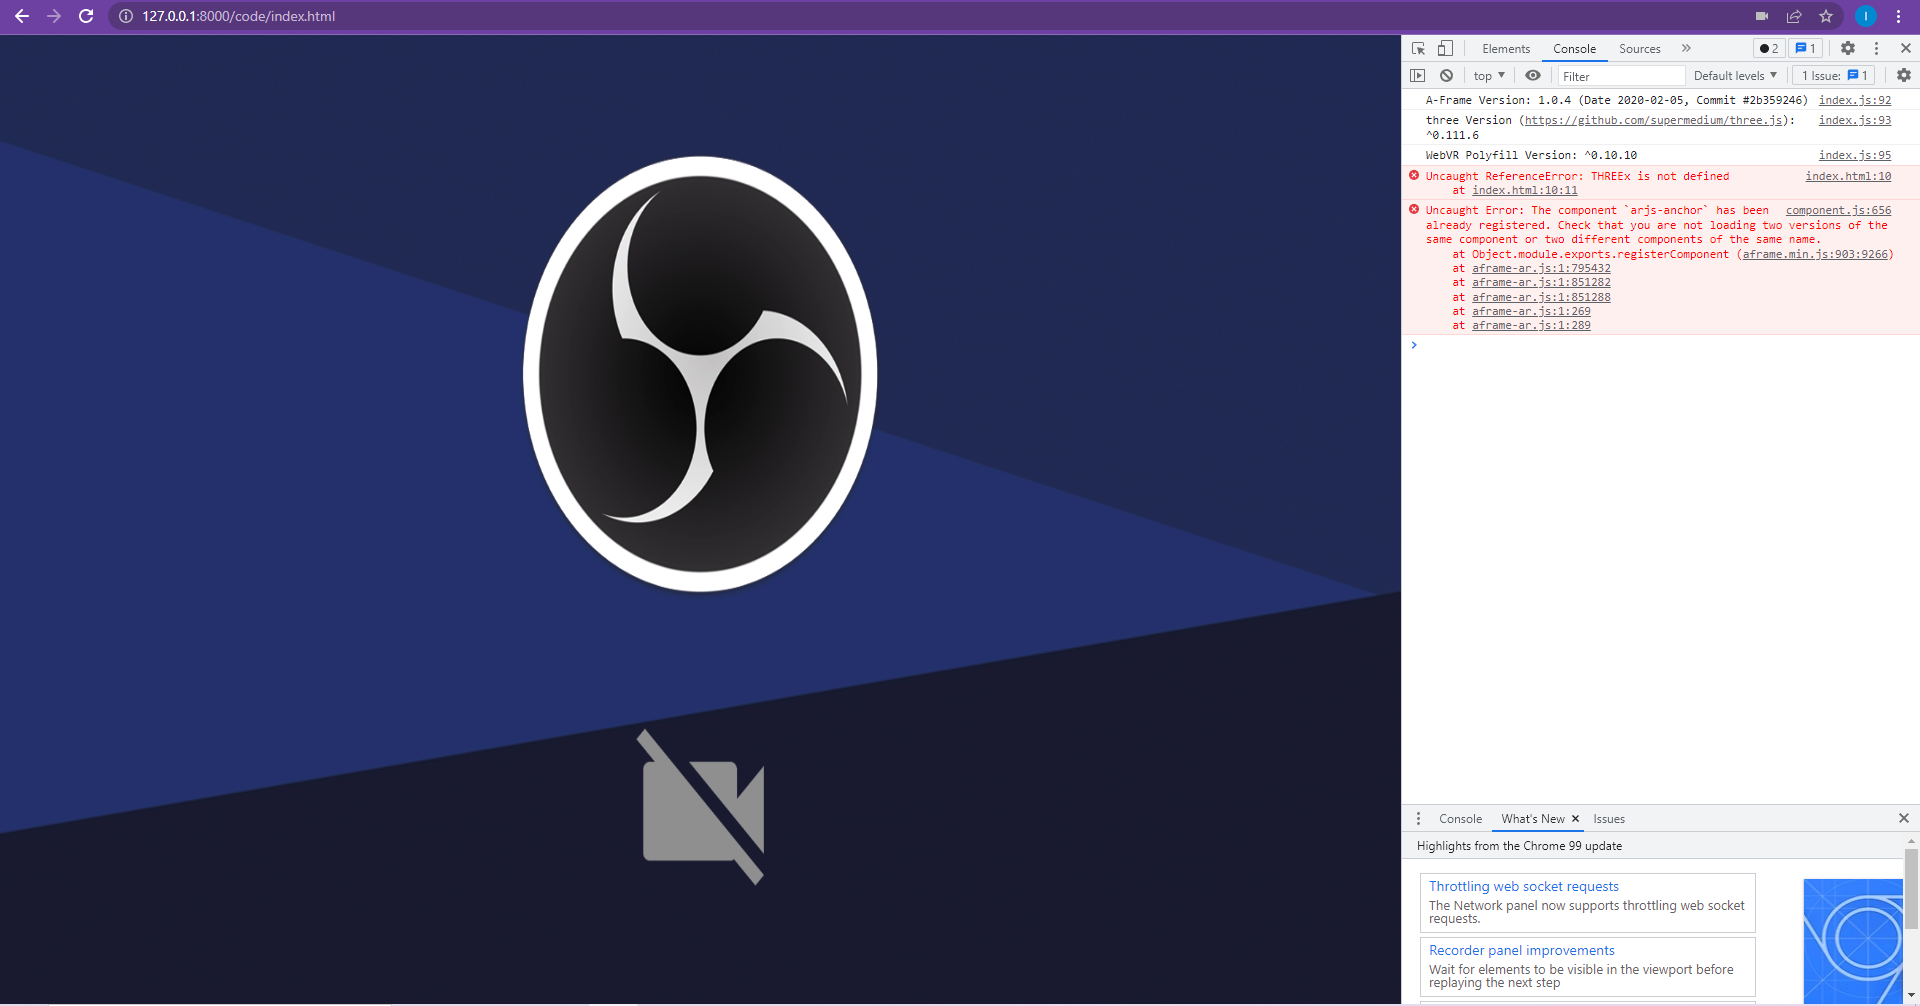 127.0.0.1:8000/code/index.html
I
Elements Console Sources » 2 1
top Filter Default levels 1 Issue: 1
A-Frame Version: 1.0.4 (Date 2020-02-05, Commit #2b359246) index.js:92
three Version (https://github.com/supermedium/three.js): index.js:93
^0.111.6
WebVR Polyfill Version: ^0.10.10 index.js:95
Uncaught ReferenceError: THREEx is not defined index.html:10
at index.html:10:11
Uncaught Error: The component `arjs-anchor` has been component.js:656
already registered. Check that you are not loading two versions of the
same component or two different components of the same name.
at Object.module.exports.registerComponent (aframe.min.js:903:9266)
at aframe-ar.js:1:795432
at aframe-ar.js:1:851282
at aframe-ar.js:1:851288
at aframe-ar.js:1:269
at aframe-ar.js:1:289
Console What's New Issues
Highlights from the Chrome 99 update
Throttling web socket requests
The Network panel now supports throttling web socket
requests.
Recorder panel improvements
Wait for elements to be visible in the viewport before
replaying the next step